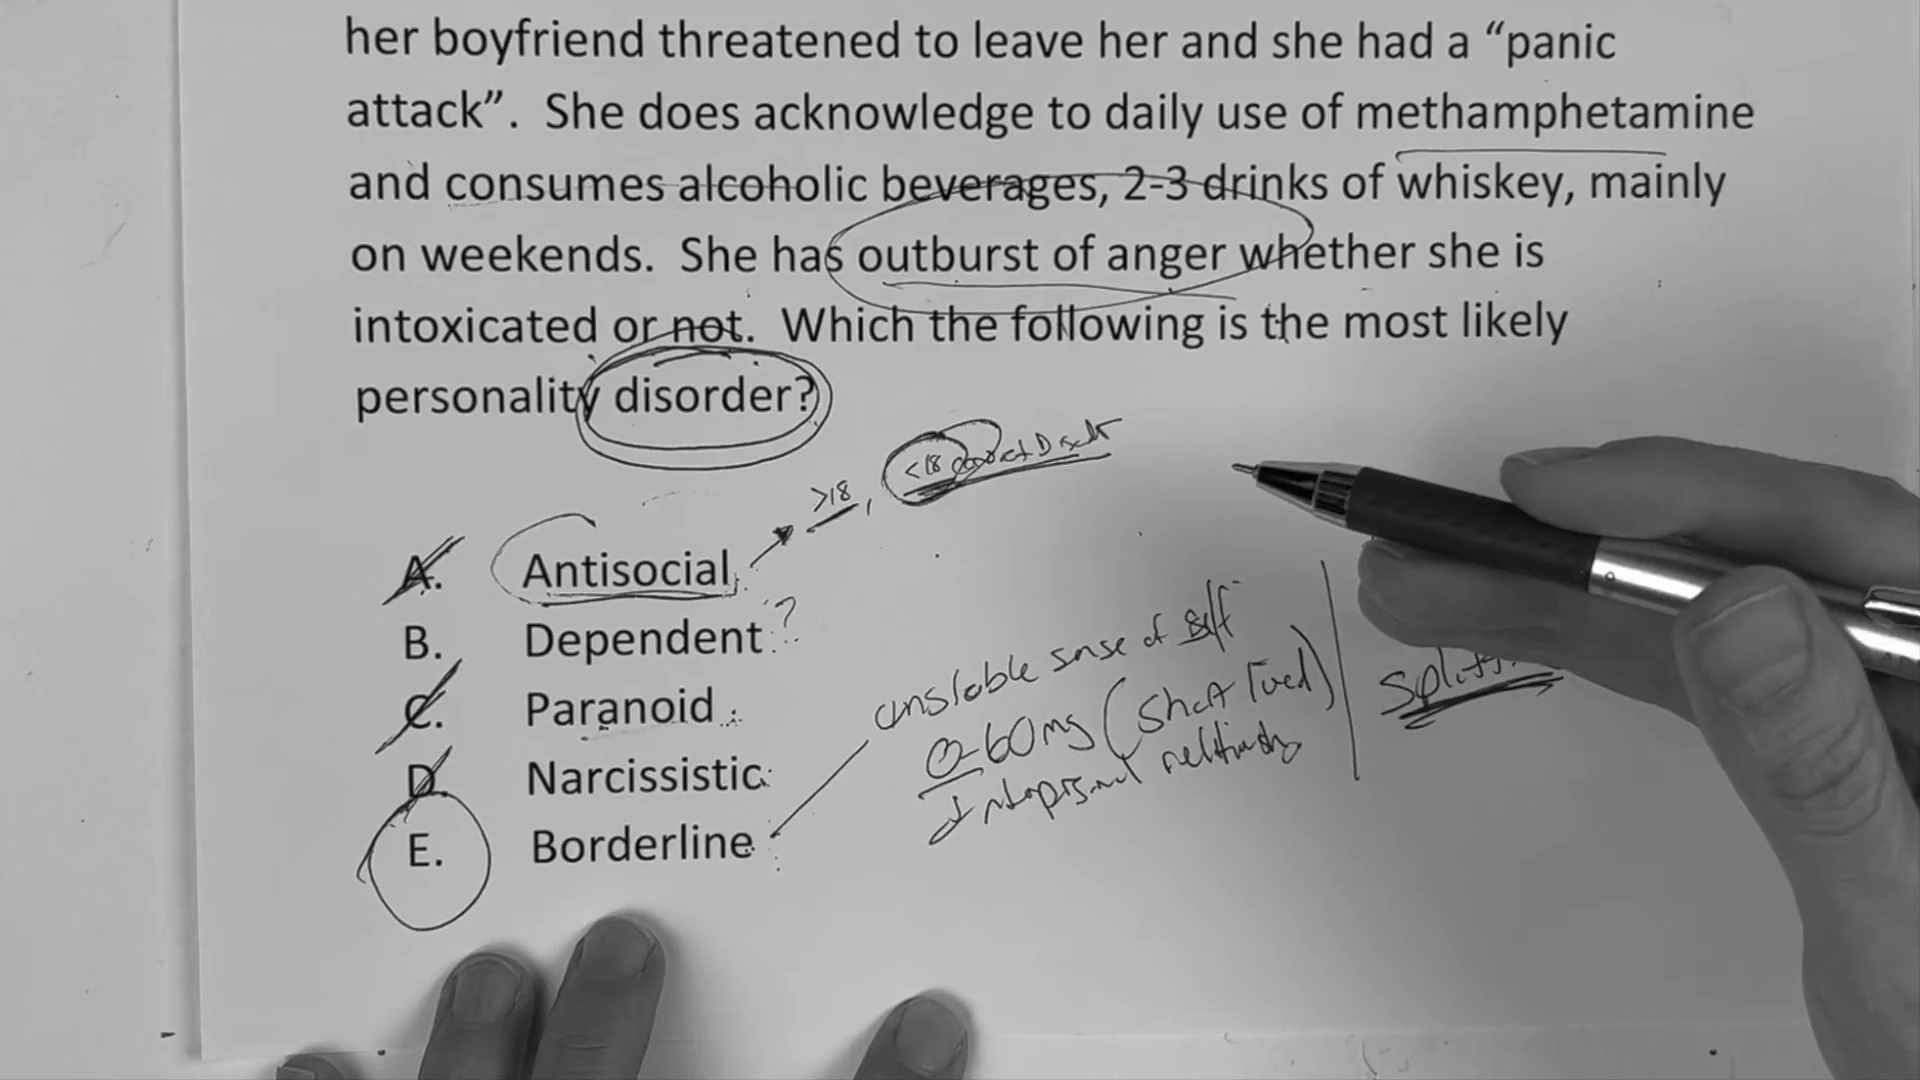 her boyfriend threatened to leave her and she had a “panic
attack”. She does acknowledge to daily use of methamphetamine
and consumes alcoholic beverages, 2-3 drinks of whiskey, mainly
on weekends. She has outburst of anger whether she is
intoxicated or not. Which the following is the most likely
personality disorder?
>18, <18
A. Antisocial
B. Dependent ?
C. Paranoid
D. Narcissistic
E. Borderline
unstable sense of self
(short lived)